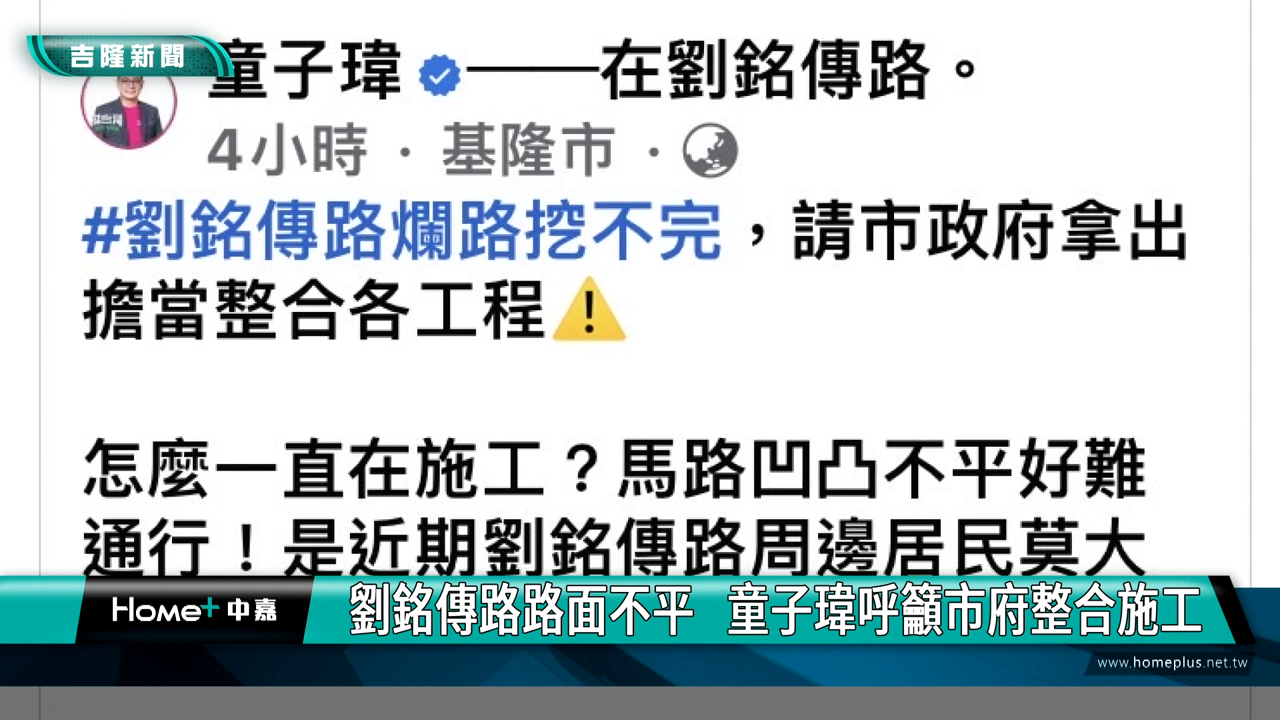 吉隆新聞
童子瑋 ——在劉銘傳路。
4小時 · 基隆市 ·
#劉銘傳路爛路挖不完，請市政府拿出
擔當整合各工程⚠️
怎麼一直在施工？馬路凹凸不平好難
通行！是近期劉銘傳路周邊居民莫大
Home+ 中嘉
劉銘傳路路面不平 童子瑋呼籲市府整合施工
www.homeplus.net.tw